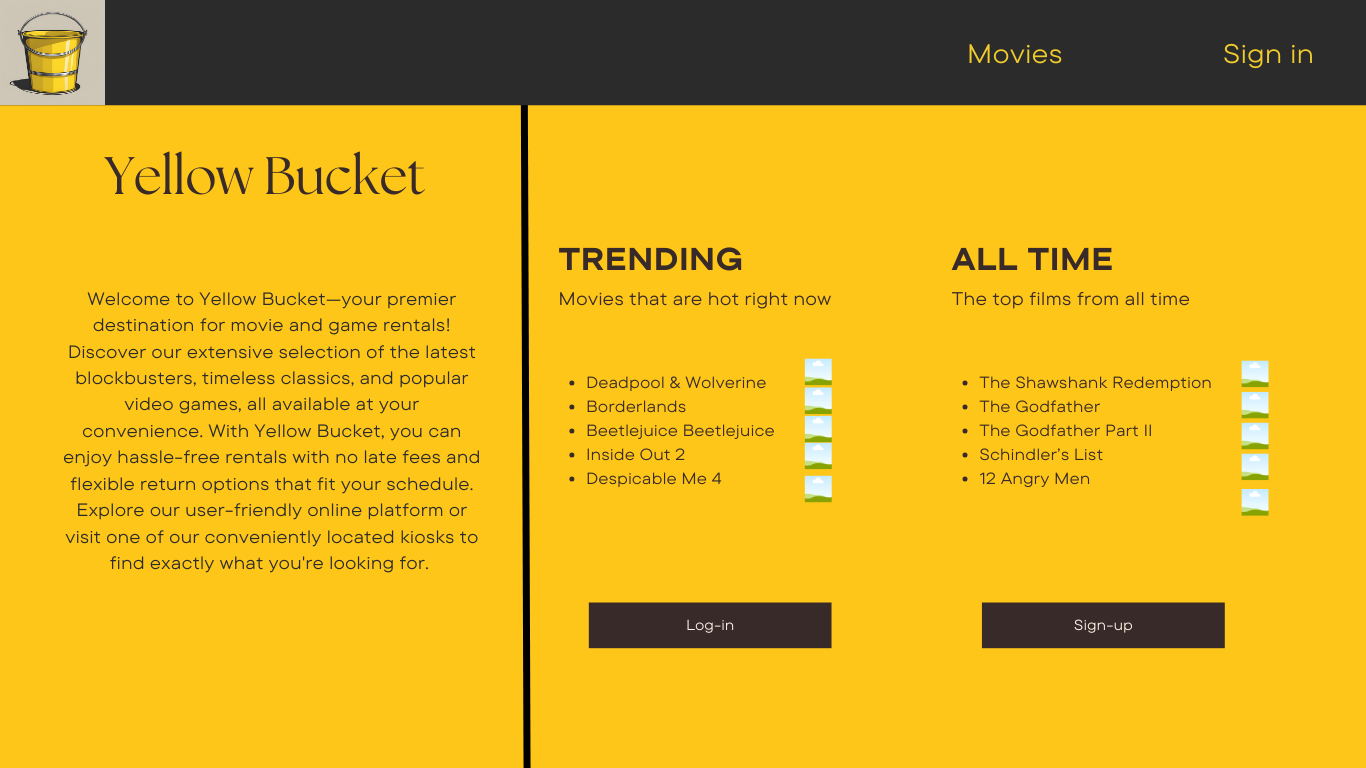 Movies
Sign in
Yellow Bucket
Welcome to Yellow Bucket—your premier
destination for movie and game rentals!
Discover our extensive selection of the latest
blockbusters, timeless classics, and popular
video games, all available at your
convenience. With Yellow Bucket, you can
enjoy hassle-free rentals with no late fees and
flexible return options that fit your schedule.
Explore our user-friendly online platform or
visit one of our conveniently located kiosks to
find exactly what you're looking for.
TRENDING
Movies that are hot right now
• Deadpool & Wolverine
• Borderlands
• Beetlejuice Beetlejuice
• Inside Out 2
• Despicable Me 4
Log-in
ALL TIME
The top films from all time
• The Shawshank Redemption
• The Godfather
• The Godfather Part II
• Schindler's List
• 12 Angry Men
Sign-up